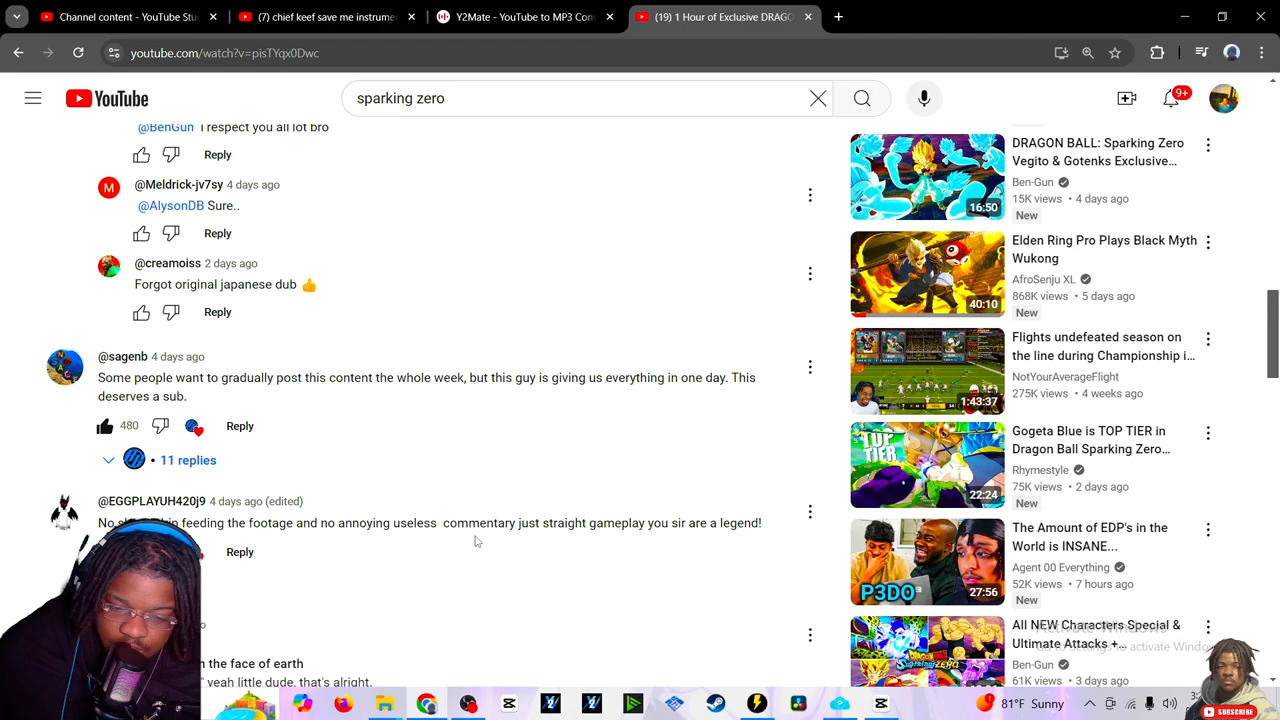 Channel content - YouTube Stu
(7) chief keef save me instrumen
Y2Mate - YouTube to MP3 Con
(19) 1 Hour of Exclusive DRAGO
youtube.com/watch?v=pisTYqx0Dwc
YouTube
sparking zero
9+
@BenGun I respect you all lot bro
Reply
M
@Meldrick-jv7sy 4 days ago
@AlysonDB Sure..
Reply
@creamoiss 2 days ago
Forgot original japanese dub 👍
Reply
@sagenb 4 days ago
Some people want to gradually post this content the whole week, but this guy is giving us everything in one day. This
deserves a sub.
480
Reply
• 11 replies
@EGGPLAYUH420j9 4 days ago (edited)
feeding the footage and no annoying useless commentary just straight gameplay you sir are a legend!
Reply
the face of earth
yeah little dude, that's alright.
16:50
DRAGON BALL: Sparking Zero
Vegito & Gotenks Exclusive...
Ben-Gun
15K views • 4 days ago
New
40:10
Elden Ring Pro Plays Black Myth
Wukong
AfroSenju XL
868K views • 5 days ago
New
1:43:37
Flights undefeated season on
the line during Championship i...
NotYourAverageFlight
275K views • 4 weeks ago
TOP
TIER
22:24
Gogeta Blue is TOP TIER in
Dragon Ball Sparking Zero...
Rhymestyle
75K views • 2 days ago
New
P3DO
27:56
The Amount of EDP's in the
World is INSANE...
Agent 00 Everything
52K views • 7 hours ago
New
All NEW Characters Special &
Ultimate Attacks +...
Ben-Gun
61K views • 3 days ago
Activate Windows
Go to Settings to activate Windo
SUBSCRIBE
1
81°F Sunny